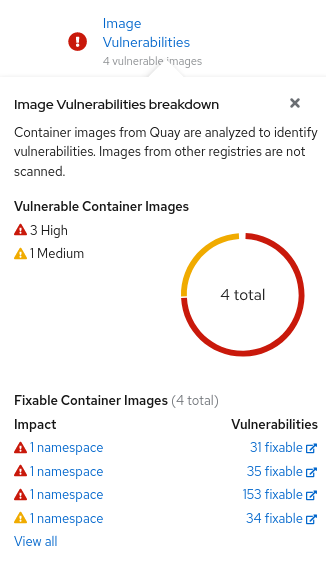 Image
Vulnerabilities
4 vulnerable images
Image Vulnerabilities breakdown
Container images from Quay are analyzed to identify
vulnerabilities. Images from other registries are not
scanned.
Vulnerable Container Images
3 High
1 Medium
4 total
Fixable Container Images (4 total)
Impact Vulnerabilities
1 namespace 31 fixable
1 namespace 35 fixable
1 namespace 153 fixable
1 namespace 34 fixable
View all